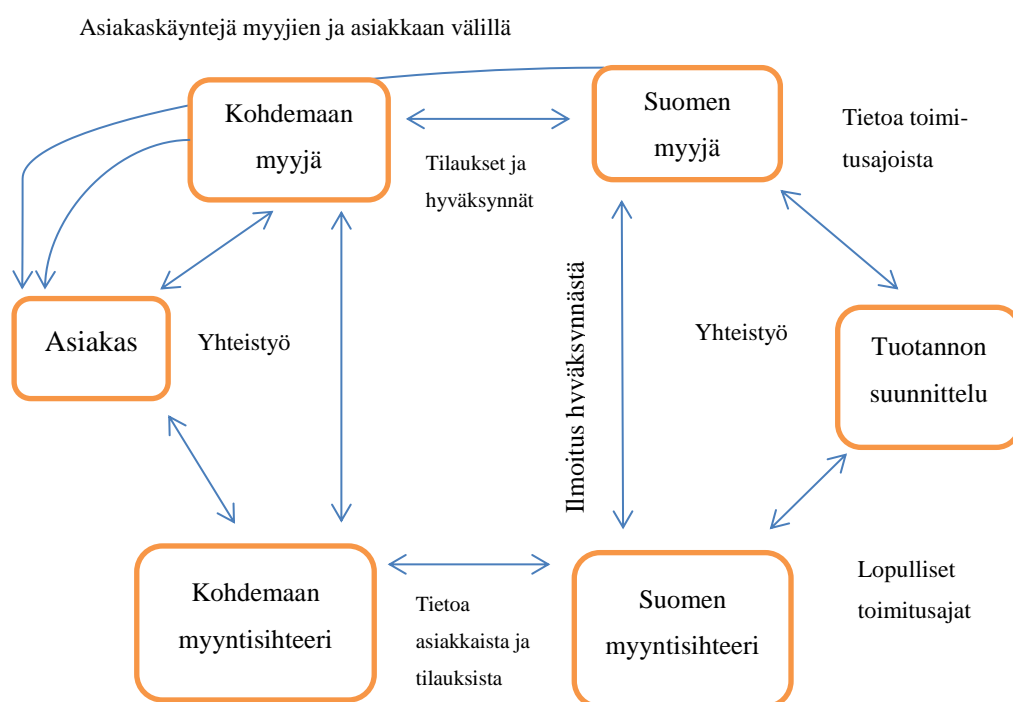 Asiakaskäyntejä myyjien ja asiakkaan välillä
Kohdemaan
myyjä
Tilaukset ja
hyväksynnät
Suomen
myyjä
Tietoa toimi-
tusajoista
Asiakas
Yhteistyö
Ilmoitus hyväksynnästä
Yhteistyö
Tuotannon
suunnittelu
Kohdemaan
myyntisihteeri
Tietoa
asiakkaista ja
tilauksista
Suomen
myyntisihteeri
Lopulliset
toimitusajat